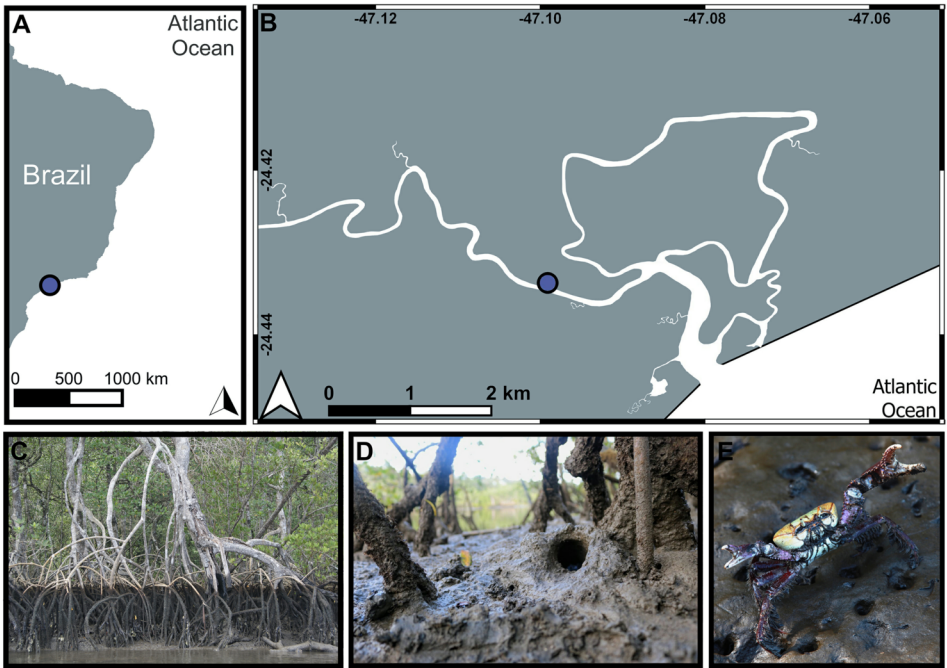 A
Atlantic
Ocean
Brazil
0 500 1000 km
B
-47.12 -47.10 -47.08 -47.06
-24.42
-24.44
0 1 2 km
Atlantic
Ocean
C
D
E